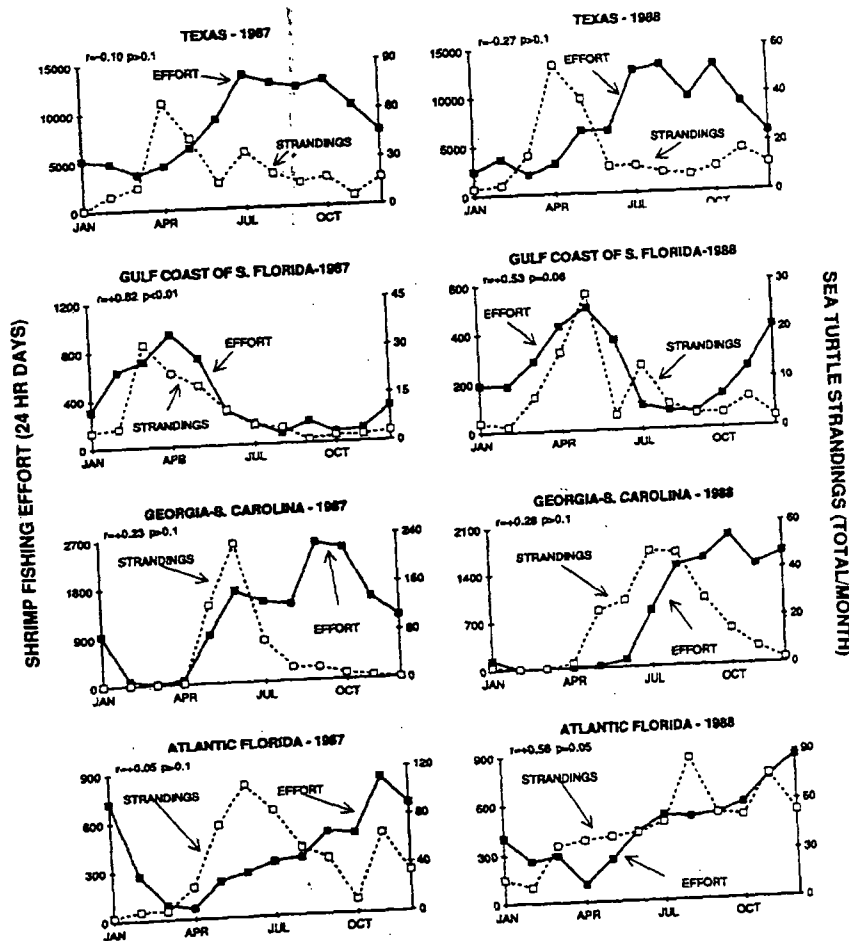 TEXAS - 1987
r=-0.10 p>0.1
EFFORT
STRANDINGS
15000
10000
5000
0
90
60
30
0
JAN
APR
JUL
OCT
TEXAS - 1988
r=-0.27 p>0.1
EFFORT
STRANDINGS
15000
10000
5000
0
60
40
20
0
JAN
APR
JUL
OCT
GULF COAST OF S. FLORIDA-1987
r=+0.82 p<0.01
EFFORT
STRANDINGS
1200
800
400
0
45
30
15
0
JAN
APR
JUL
OCT
GULF COAST OF S. FLORIDA-1988
r=+0.53 p=0.06
EFFORT
STRANDINGS
600
400
200
0
30
20
10
0
JAN
APR
JUL
OCT
SHRIMP FISHING EFFORT (24 HR DAYS)
SEA TURTLE STRANDINGS (TOTAL/MONTH)
GEORGIA-S. CAROLINA - 1987
r=+0.23 p>0.1
STRANDINGS
EFFORT
2700
1800
900
0
240
160
80
0
JAN
APR
JUL
OCT
GEORGIA-S. CAROLINA - 1988
r=+0.28 p>0.1
STRANDINGS
EFFORT
2100
1400
700
0
60
40
20
0
JAN
APR
JUL
OCT
ATLANTIC FLORIDA - 1987
r=+0.05 p>0.1
STRANDINGS
EFFORT
900
600
300
0
120
80
40
0
JAN
APR
JUL
OCT
ATLANTIC FLORIDA - 1988
r=+0.56 p=0.05
STRANDINGS
EFFORT
900
600
300
0
90
60
30
0
JAN
APR
JUL
OCT